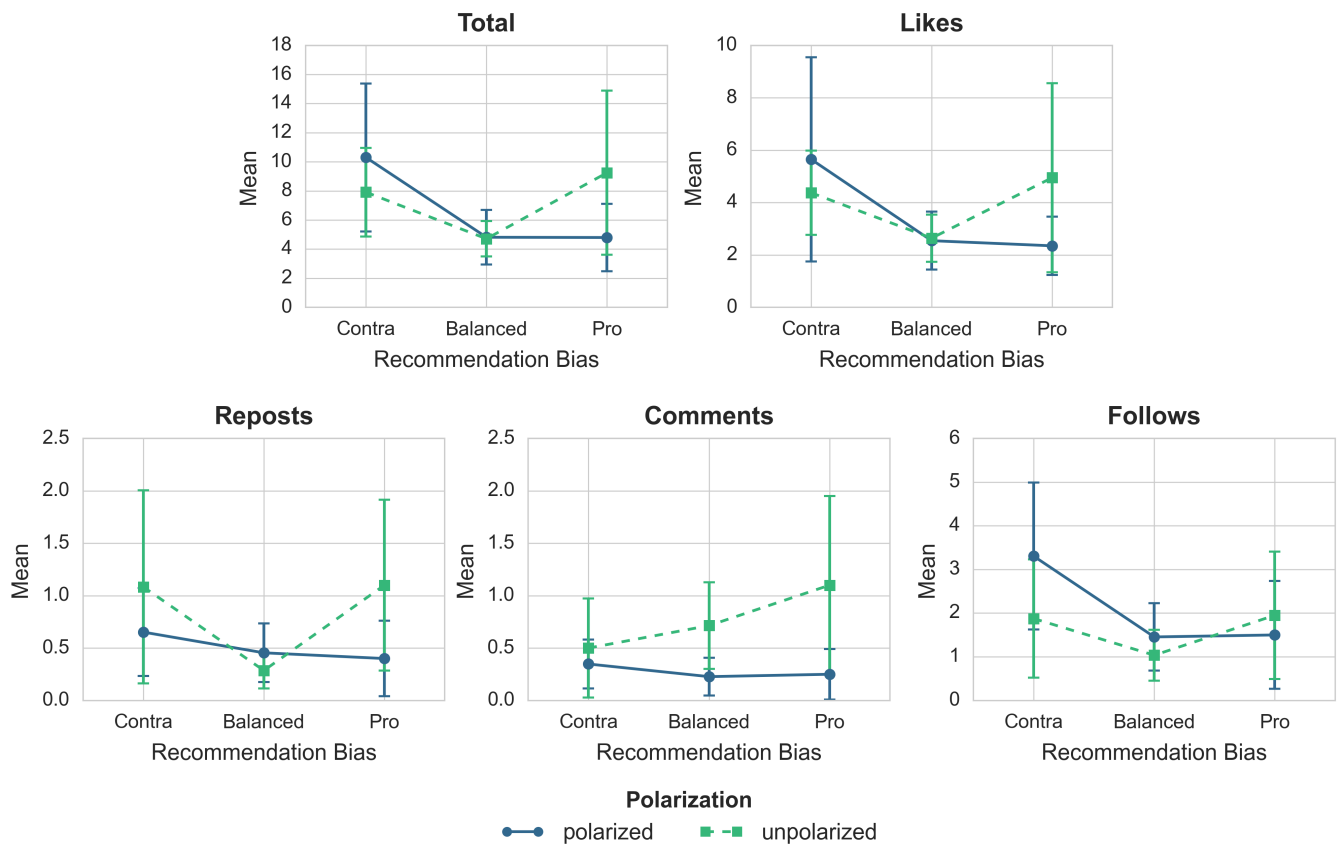 Total
Likes
18
16
14
12
10
8
6
4
2
0
Mean
Contra Balanced Pro
Recommendation Bias
10
8
6
4
2
0
Mean
Contra Balanced Pro
Recommendation Bias
Reposts
Comments
Follows
2.5
2.0
1.5
1.0
0.5
0.0
Mean
Contra Balanced Pro
Recommendation Bias
2.5
2.0
1.5
1.0
0.5
0.0
Mean
Contra Balanced Pro
Recommendation Bias
6
5
4
3
2
1
0
Mean
Contra Balanced Pro
Recommendation Bias
Polarization
polarized unpolarized